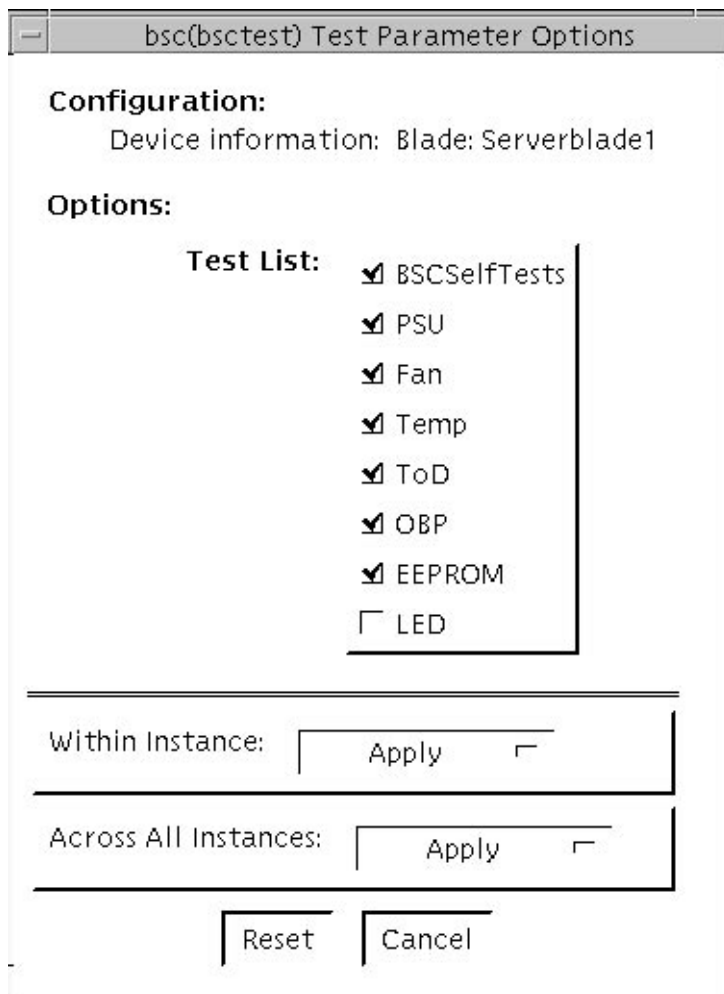 bsc(bsctest) Test Parameter Options
Configuration:
Device information: Blade: Serverblade1
Options:
Test List:
BSCSelfTests
PSU
Fan
Temp
ToD
OBP
EEPROM
LED
Within Instance: Apply
Across All Instances: Apply
Reset Cancel